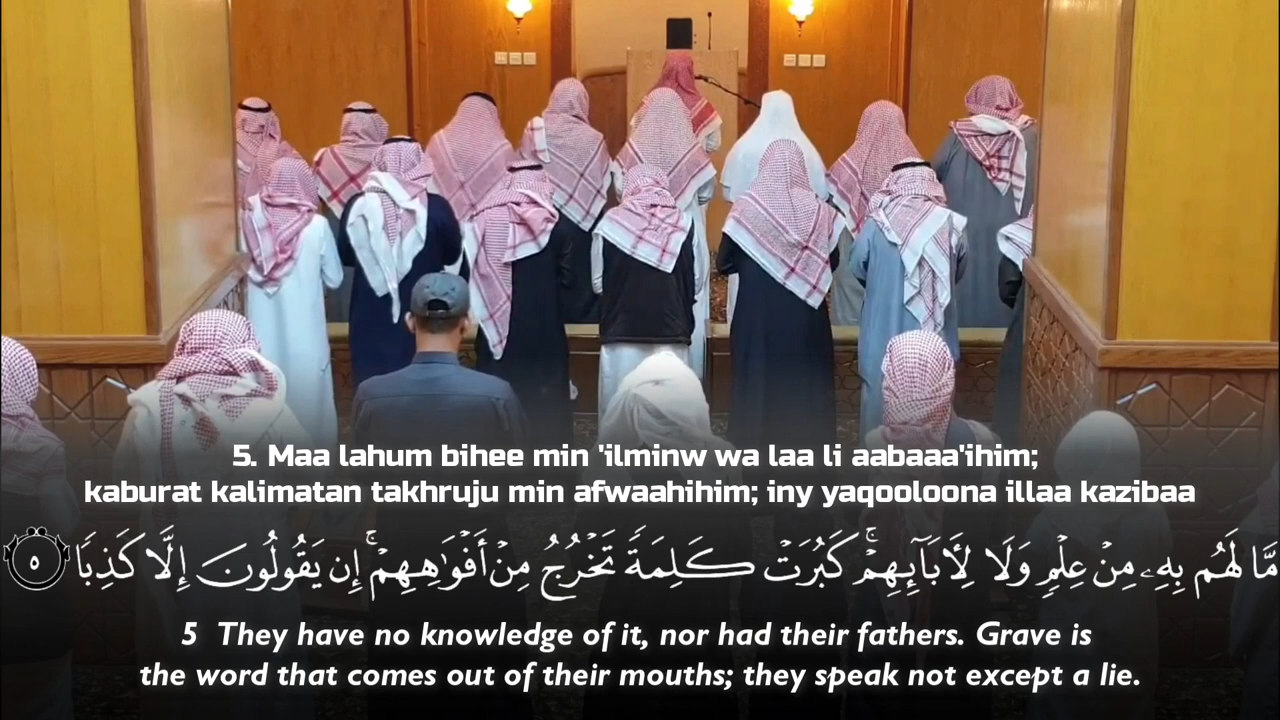 5. Maa lahum bihee min 'ilminw wa laa li aabaaa'ihim;
kaburat kalimatan takhruju min afwaahihim; iny yaqooloona illaa kazibaa
مَّا لَهُم بِهِۦ مِنْ عِلْمٍ وَلَا لِأٓبَآئِهِمْ ۚ كَبُرَتْ كَلِمَةً تَخْرُجُ مِنْ أَفْوَٰهِهِمْ ۚ إِن يَقُولُونَ إِلَّا كَذِبًا ٥
5 They have no knowledge of it, nor had their fathers. Grave is
the word that comes out of their mouths; they speak not except a lie.